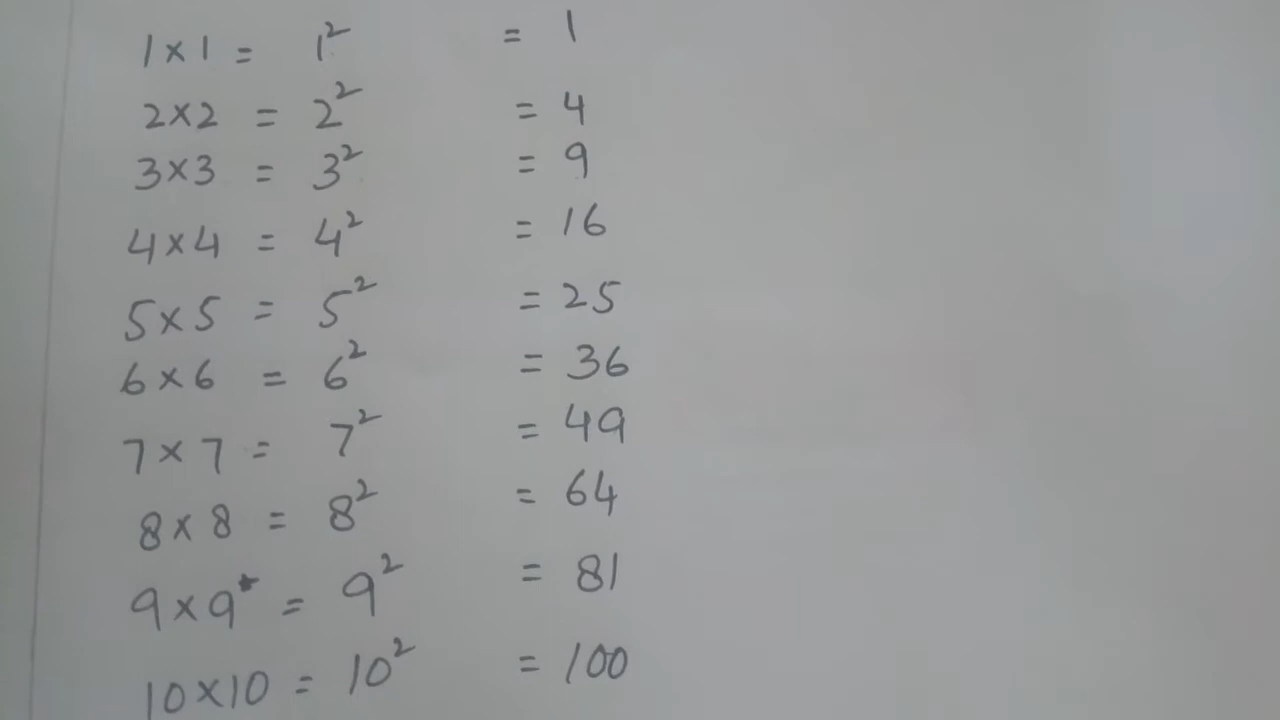 1 × 1 = 1² = 1
2 × 2 = 2² = 4
3 × 3 = 3² = 9
4 × 4 = 4² = 16
5 × 5 = 5² = 25
6 × 6 = 6² = 36
7 × 7 = 7² = 49
8 × 8 = 8² = 64
9 × 9 = 9² = 81
10 × 10 = 10² = 100